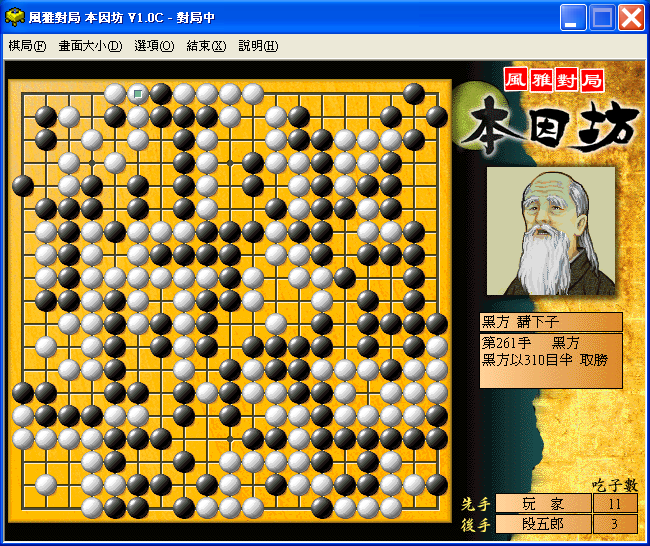 風雅對局 本因坊 V1.0C - 對局中
棋局(F) 畫面大小(D) 選項(O) 結束(X) 說明(H)
風雅對局
本因坊
黑方 請下子
第261手 黑方
黑方以310目半 取勝
吃子數
先手 玩 家 11
後手 段五郎 3